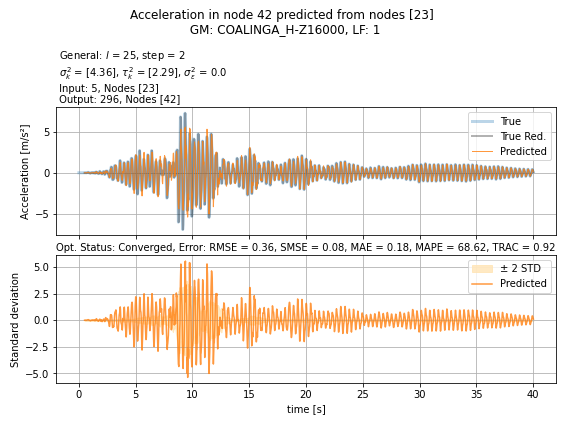 Acceleration in node 42 predicted from nodes [23]
GM: COALINGA_H-Z16000, LF: 1
General: l = 25, step = 2
σ²ₖ = [4.36], τ²ₖ = [2.29], σ²ₑ = 0.0
Input: 5, Nodes [23]
Output: 296, Nodes [42]
True
True Red.
Predicted
Acceleration [m/s²]
5
0
−5
Opt. Status: Converged, Error: RMSE = 0.36, SMSE = 0.08, MAE = 0.18, MAPE = 68.62, TRAC = 0.92
± 2 STD
Predicted
Standard deviation
5.0
2.5
0.0
−2.5
−5.0
0 5 10 15 20 25 30 35 40
time [s]